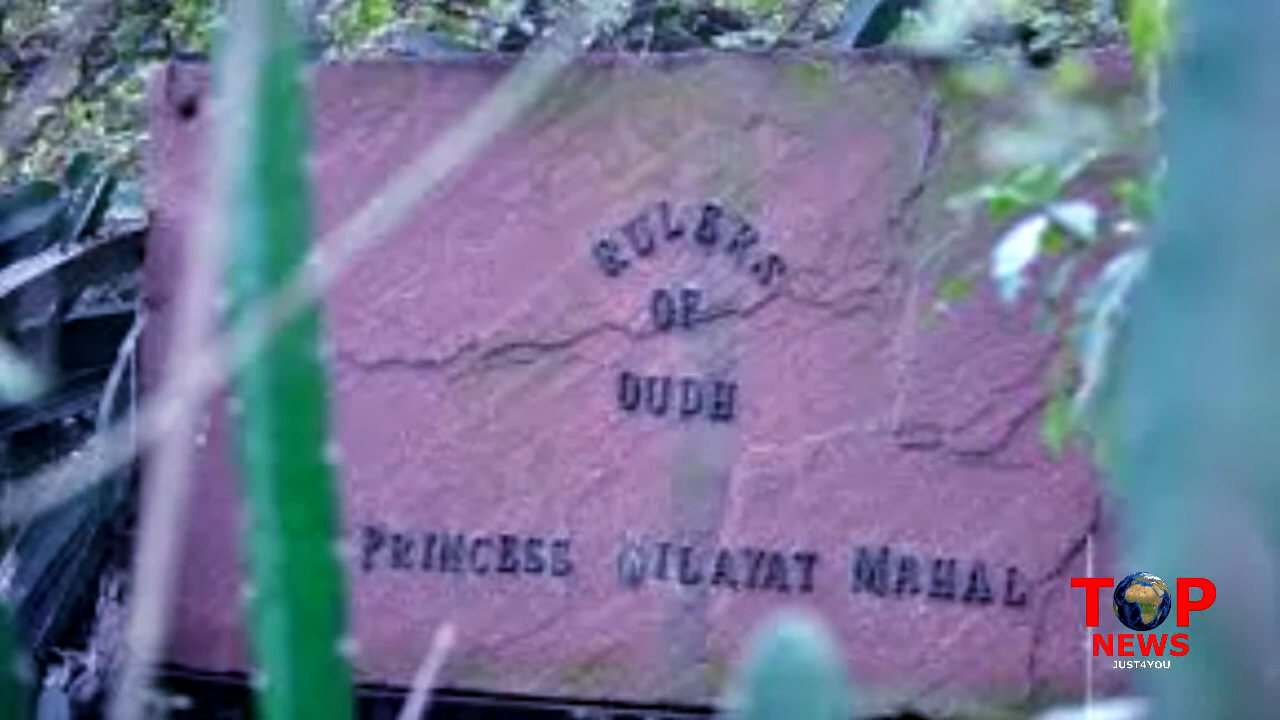 RULERS
OF
OUDH
PRINCESS WILAYAT MAHAL
TOP
NEWS
JUST4YOU